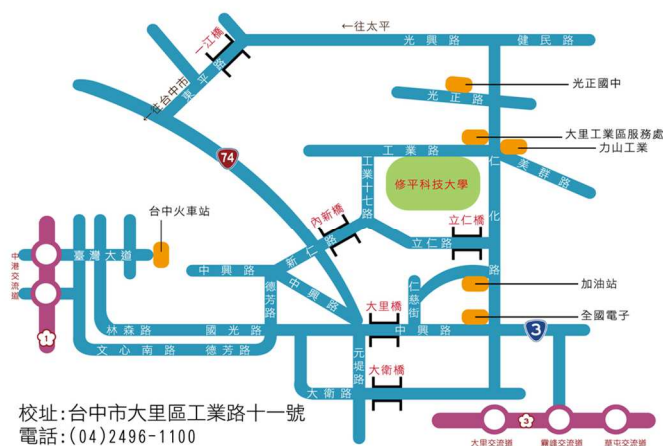 ←往太平
一江橋
光興路
健民路
東平路
←往台中市
光正國中
光正路
74
大里工業區服務處
力山工業
工業路
仁化路
美群路
工業十七路
修平科技大學
台中火車站
內新橋
立仁橋
新仁路
立仁路
中港交流道
臺灣大道
中興路
德芳路
中興路
仁慈街
加油站
大里橋
全國電子
1
林森路
國光路
中興路
3
文心南路
德芳路
元堤路
大衛橋
大衛路
3
大里交流道
霧峰交流道
草屯交流道
校址:台中市大里區工業路十一號
電話:(04)2496-1100